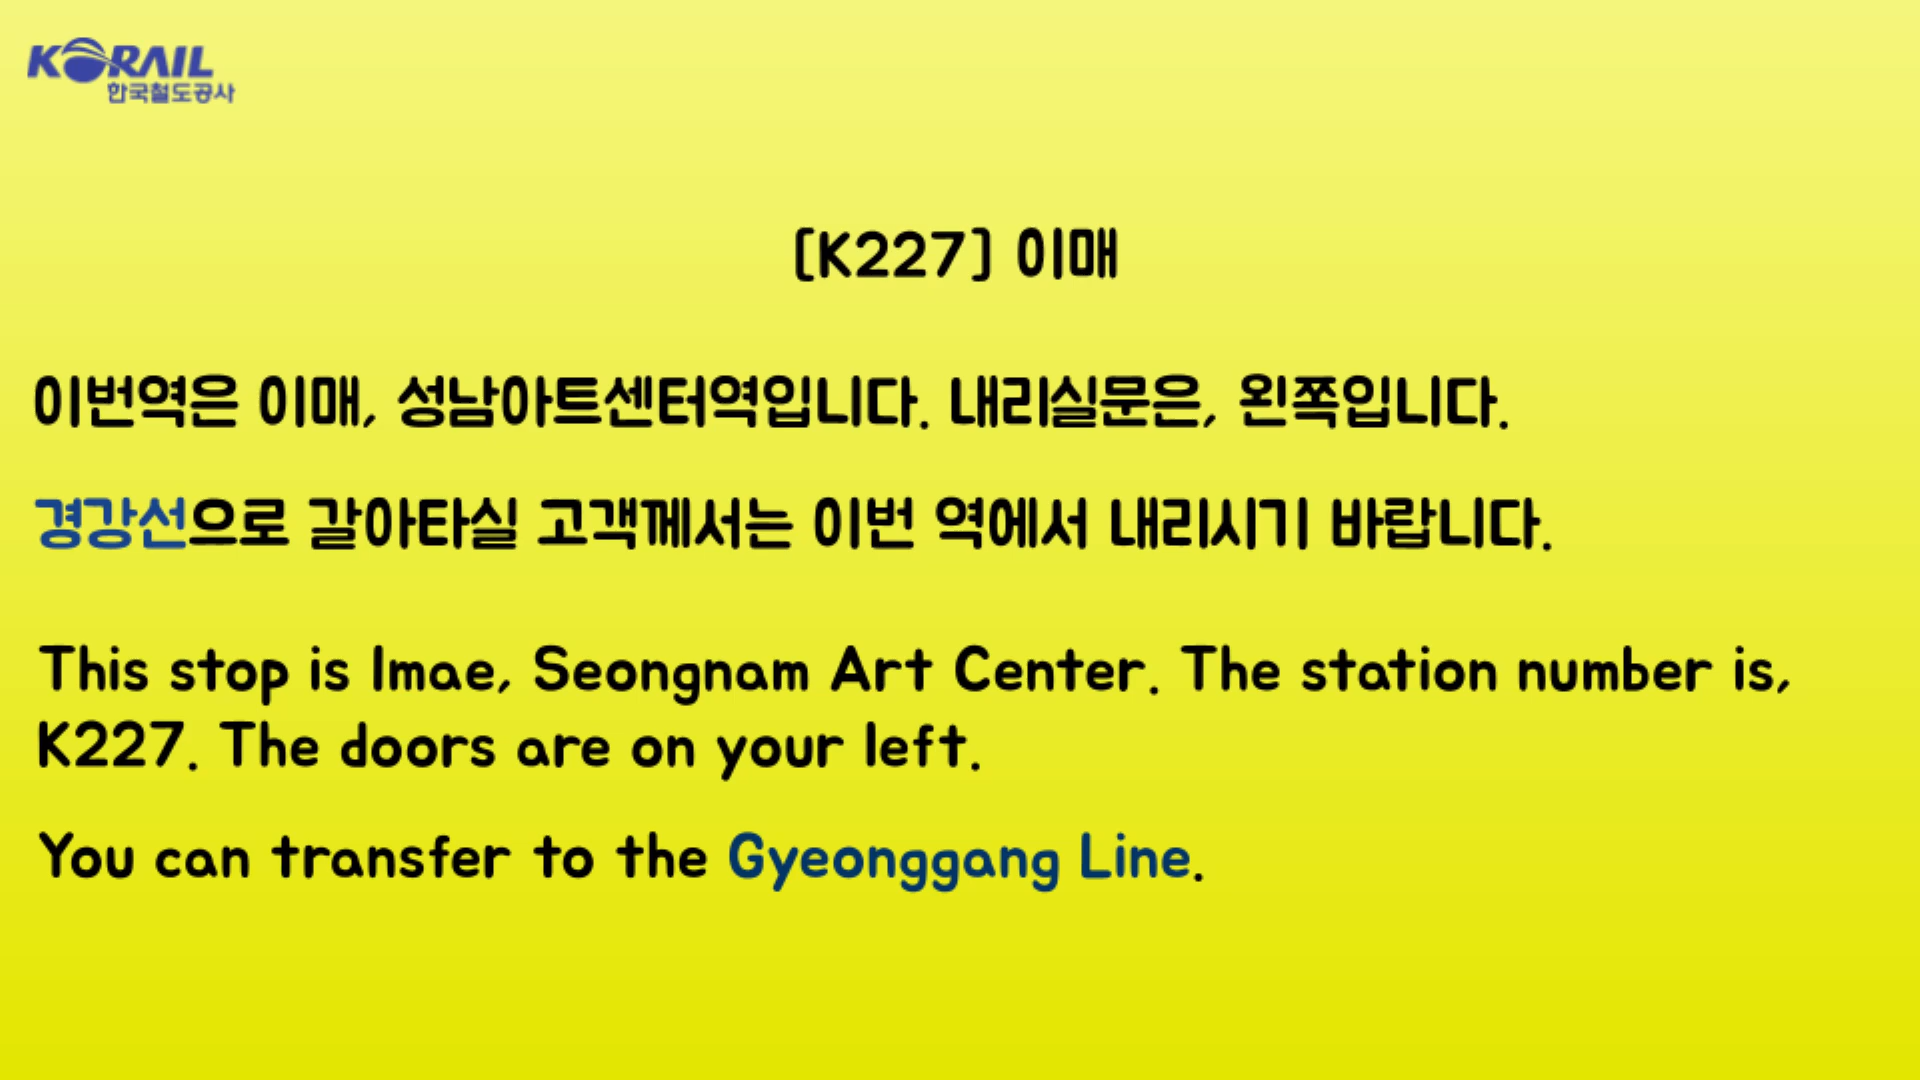 KORAIL
한국철도공사
[K227] 이매
이번역은 이매, 성남아트센터역입니다. 내리실문은, 왼쪽입니다.
경강선으로 갈아타실 고객께서는 이번 역에서 내리시기 바랍니다.
This stop is Imae, Seongnam Art Center. The station number is,
K227. The doors are on your left.
You can transfer to the Gyeonggang Line.